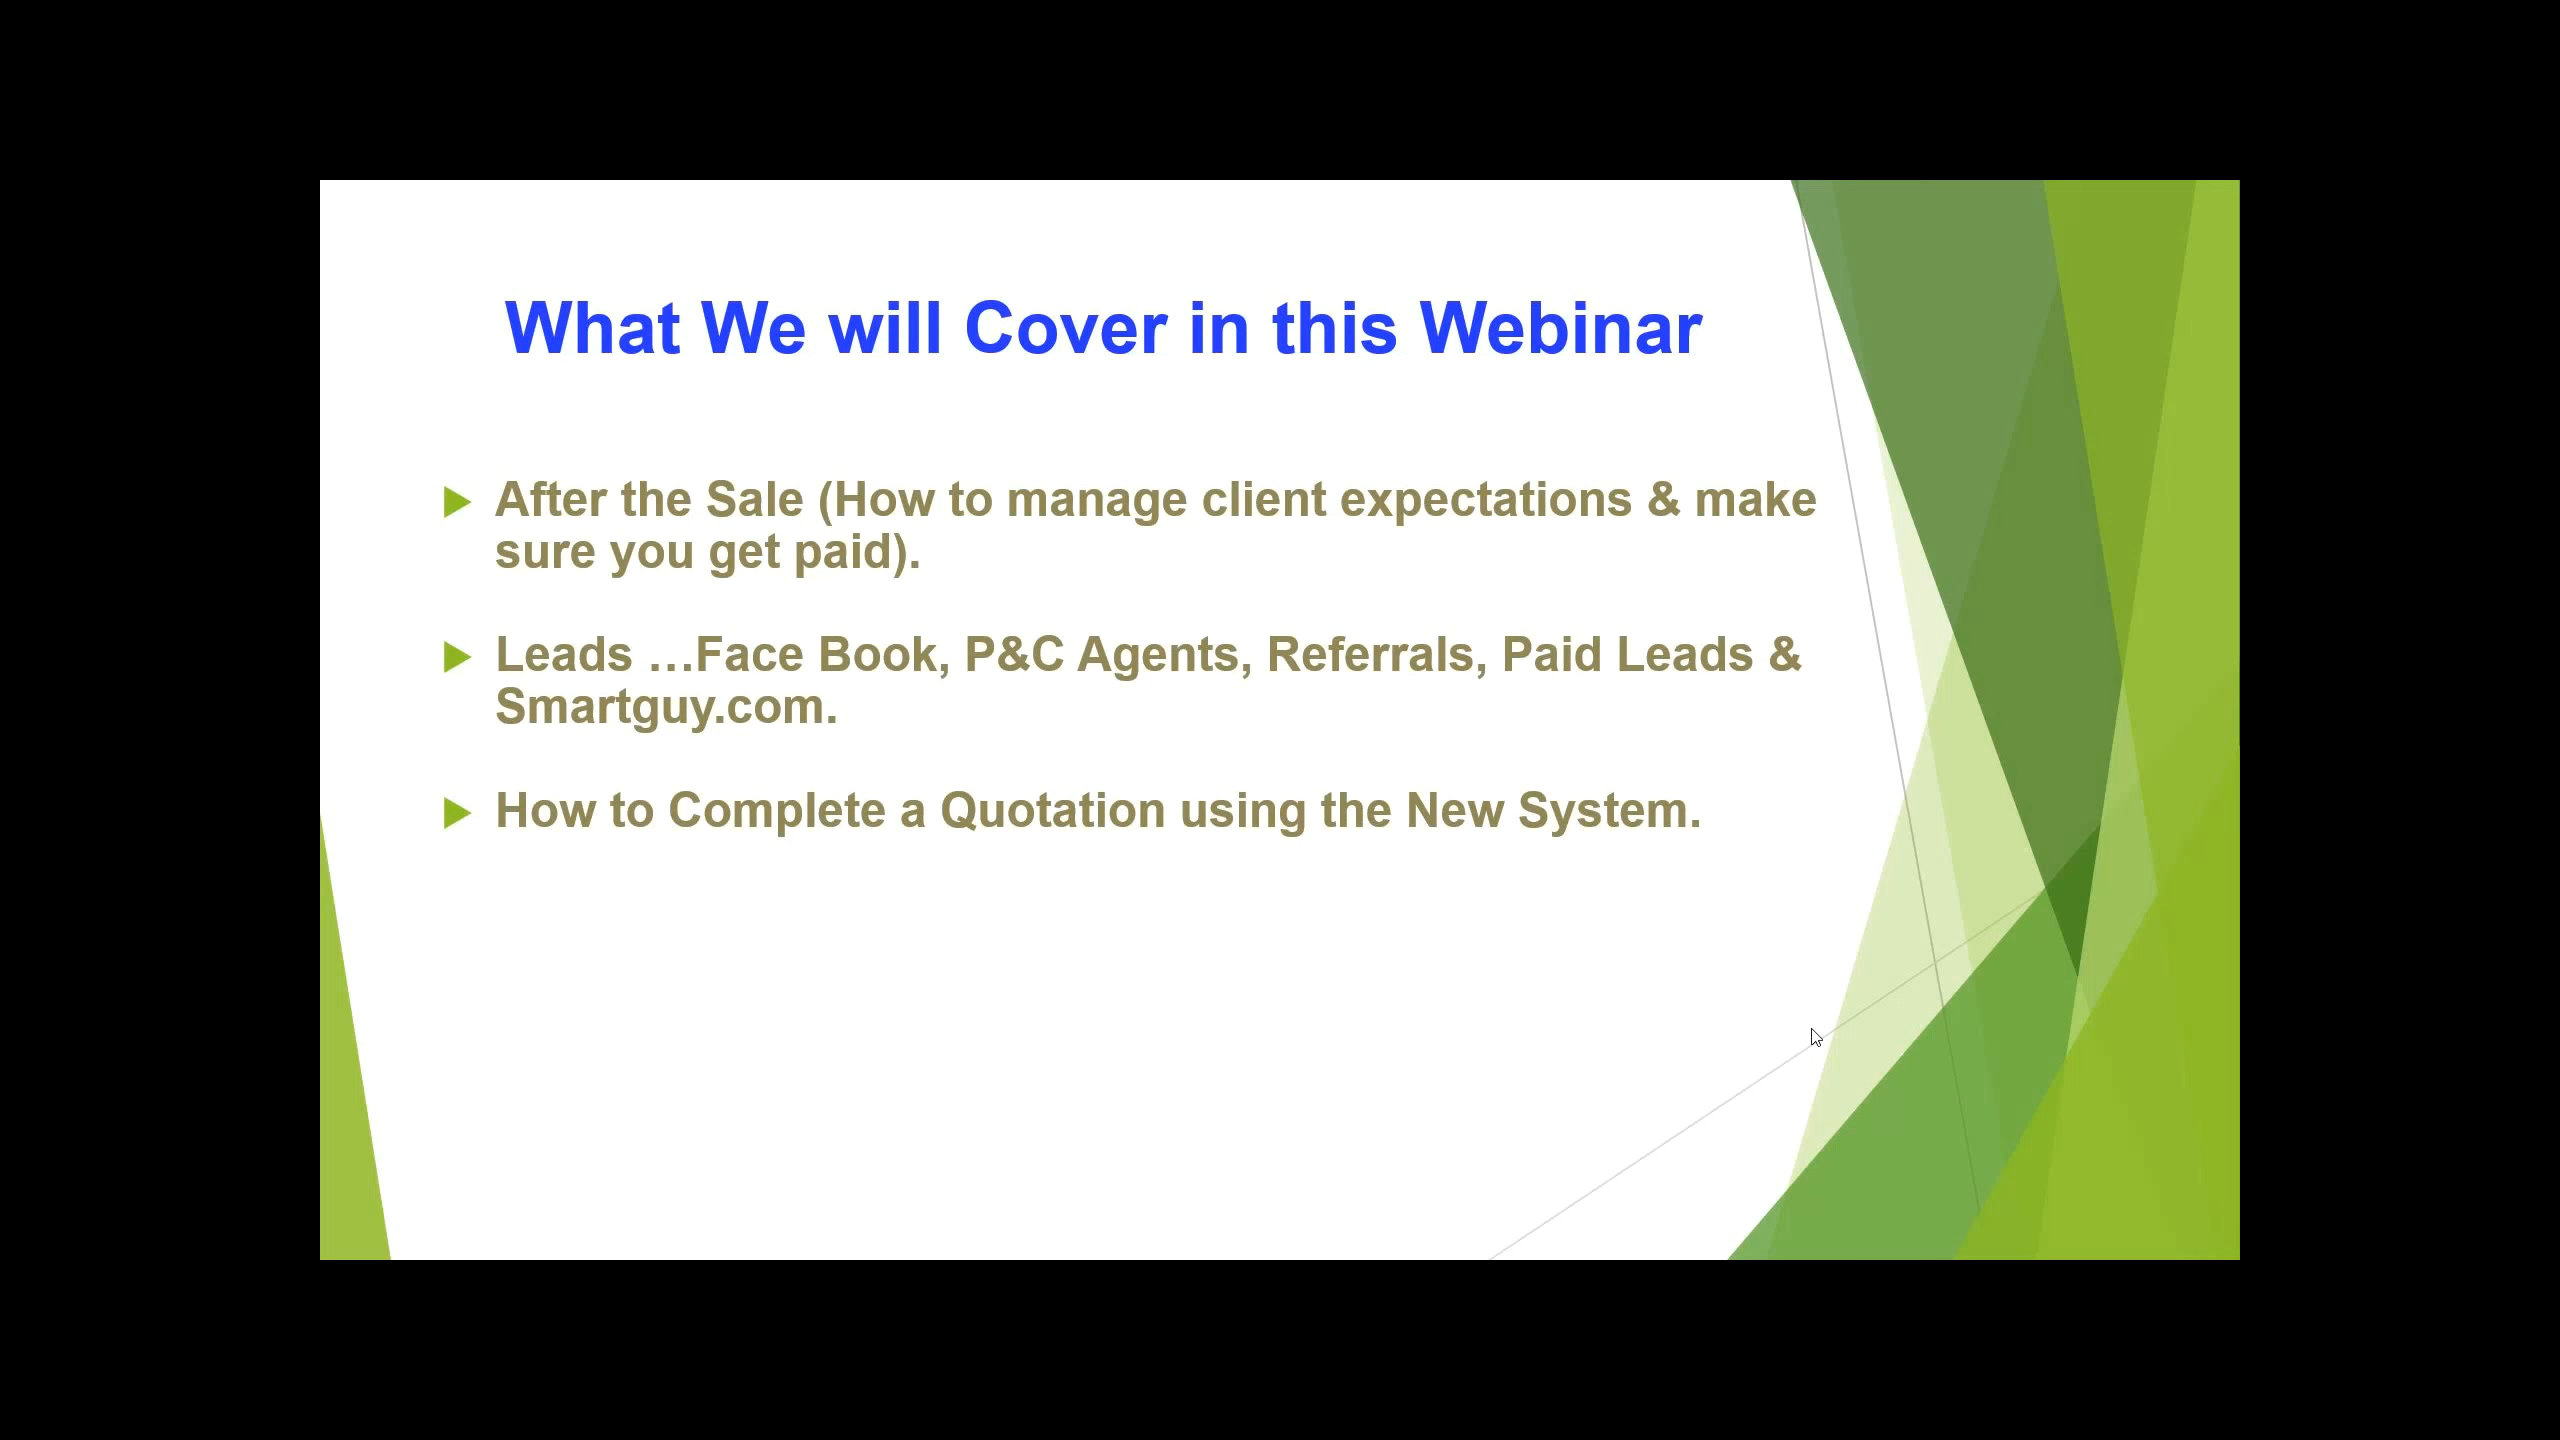 What We will Cover in this Webinar
After the Sale (How to manage client expectations & make
sure you get paid).
Leads …Face Book, P&C Agents, Referrals, Paid Leads &
Smartguy.com.
How to Complete a Quotation using the New System.